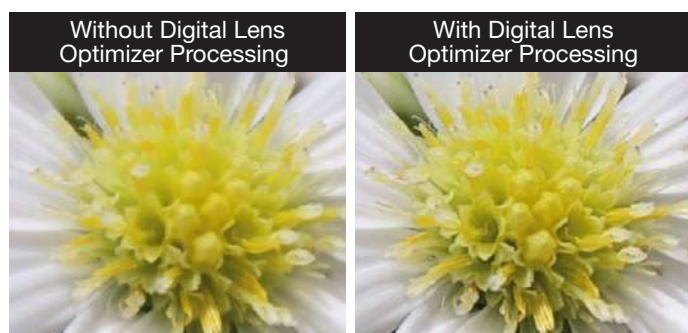 Without Digital Lens
Optimizer Processing
With Digital Lens
Optimizer Processing